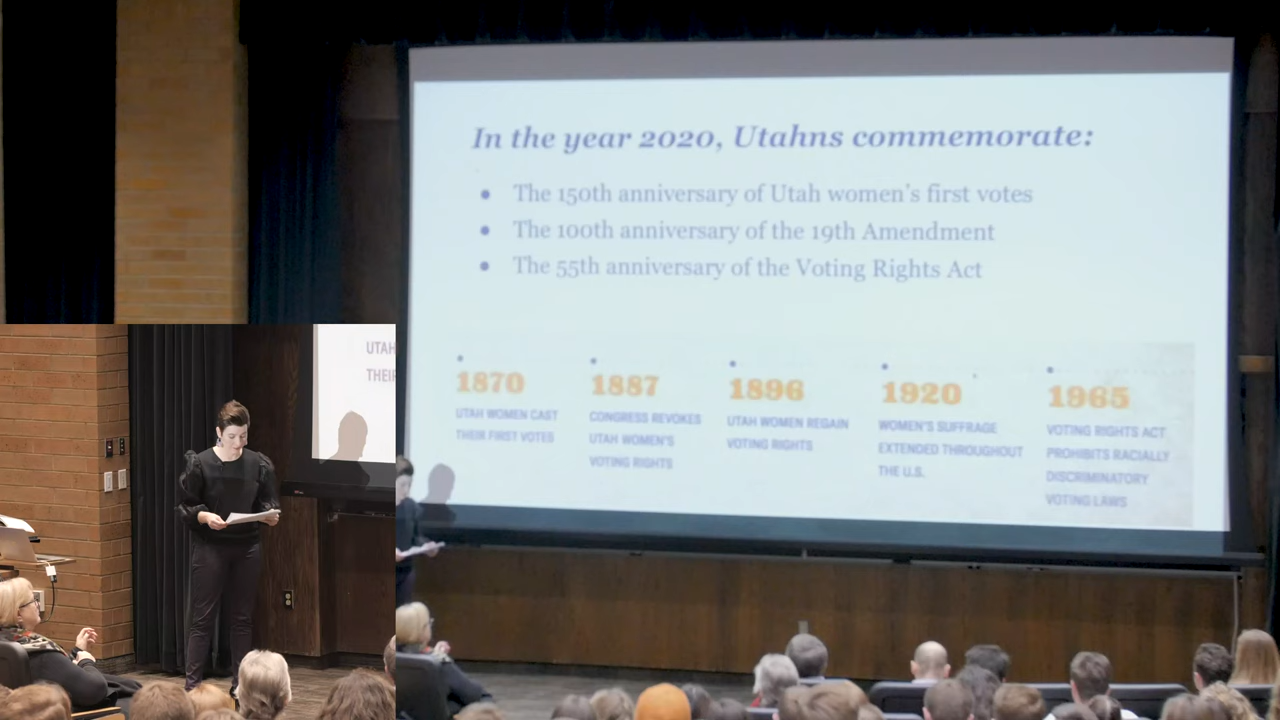 In the year 2020, Utahns commemorate:
The 150th anniversary of Utah women's first votes
The 100th anniversary of the 19th Amendment
The 55th anniversary of the Voting Rights Act
1870
UTAH WOMEN CAST
THEIR FIRST VOTES
1887
CONGRESS REVOKES
UTAH WOMEN'S
VOTING RIGHTS
1896
UTAH WOMEN REGAIN
VOTING RIGHTS
1920
WOMEN'S SUFFRAGE
EXTENDED THROUGHOUT
THE U.S.
1965
VOTING RIGHTS ACT
PROHIBITS RACIALLY
DISCRIMINATORY
VOTING LAWS
UTAH
THEIR